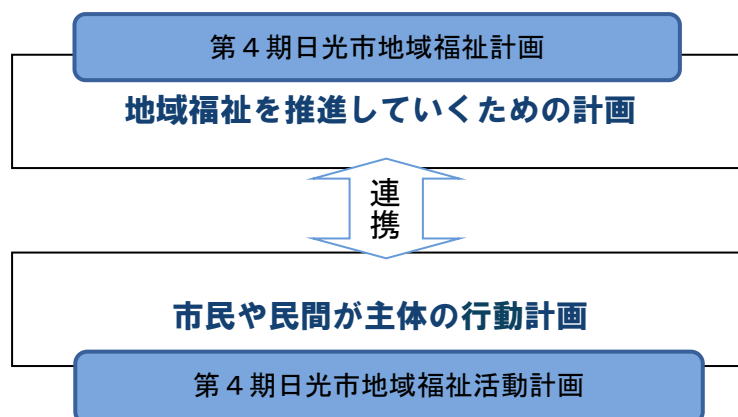 第４期日光市地域福祉計画
地域福祉を推進していくための計画
連
携
市民や民間が主体の行動計画
第４期日光市地域福祉活動計画